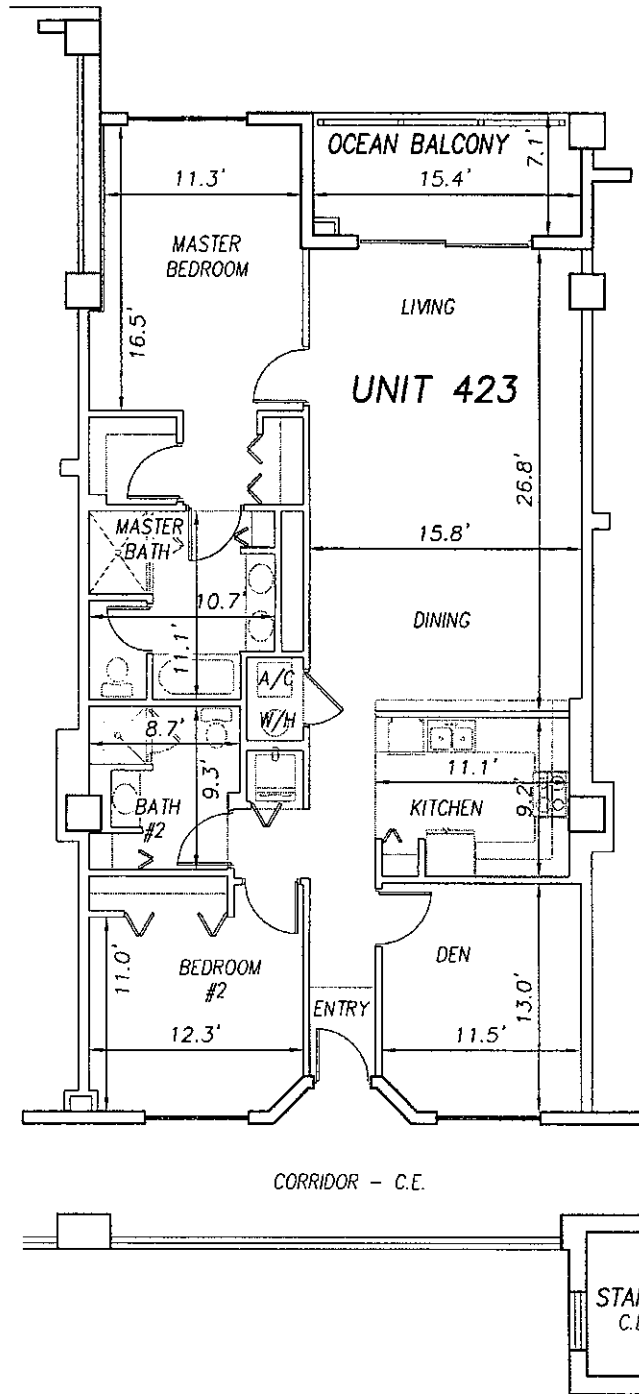 OCEAN BALCONY
7.1'
11.3'
15.4'
MASTER
BEDROOM
LIVING
16.5'
UNIT 423
26.8'
MASTER
BATH
15.8'
10.7'
11.1'
DINING
A/C
W/H
8.7'
9.3'
11.1'
9.2'
BATH
#2
KITCHEN
11.0'
BEDROOM
#2
DEN
13.0'
ENTRY
12.3'
11.5'
CORRIDOR - C.E.